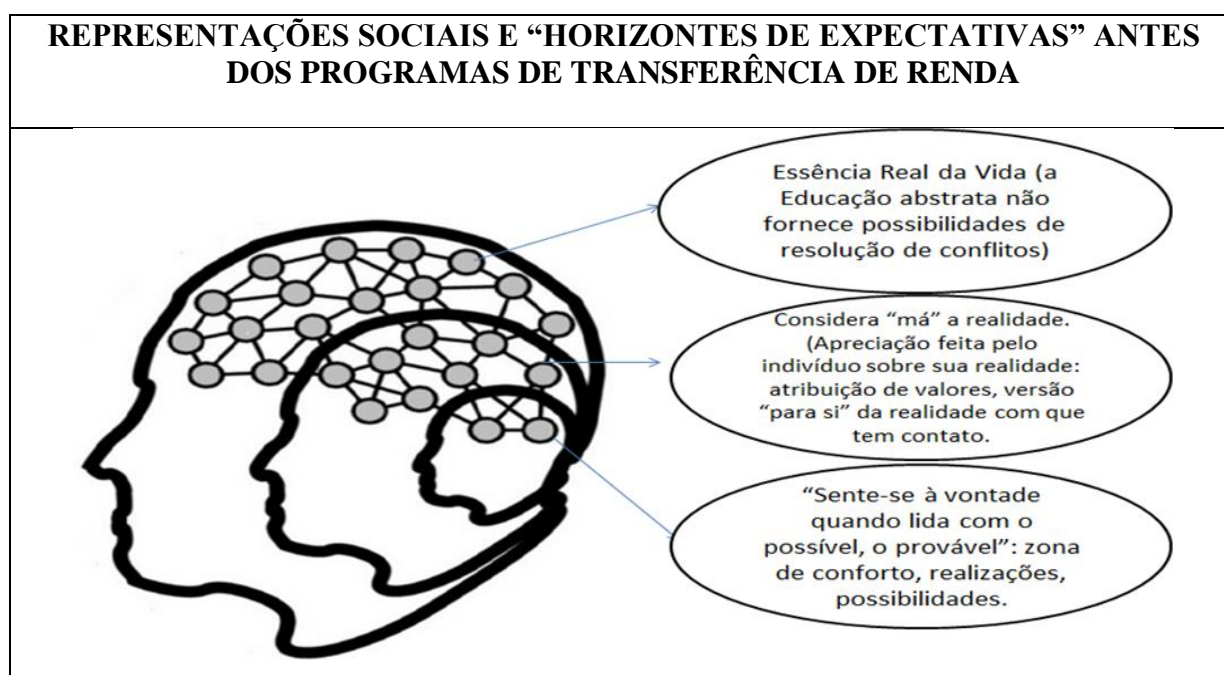 REPRESENTAÇÕES SOCIAIS E “HORIZONTES DE EXPECTATIVAS” ANTES
DOS PROGRAMAS DE TRANSFERÊNCIA DE RENDA
Essência Real da Vida (a
Educação abstrata não
fornece possibilidades de
resolução de conflitos)
Considera “má” a realidade.
(Apreciação feita pelo
indivíduo sobre sua realidade:
atribuição de valores, versão
“para si” da realidade com que
tem contato.
“Sente-se à vontade
quando lida com o
possível, o provável”: zona
de conforto, realizações,
possibilidades.